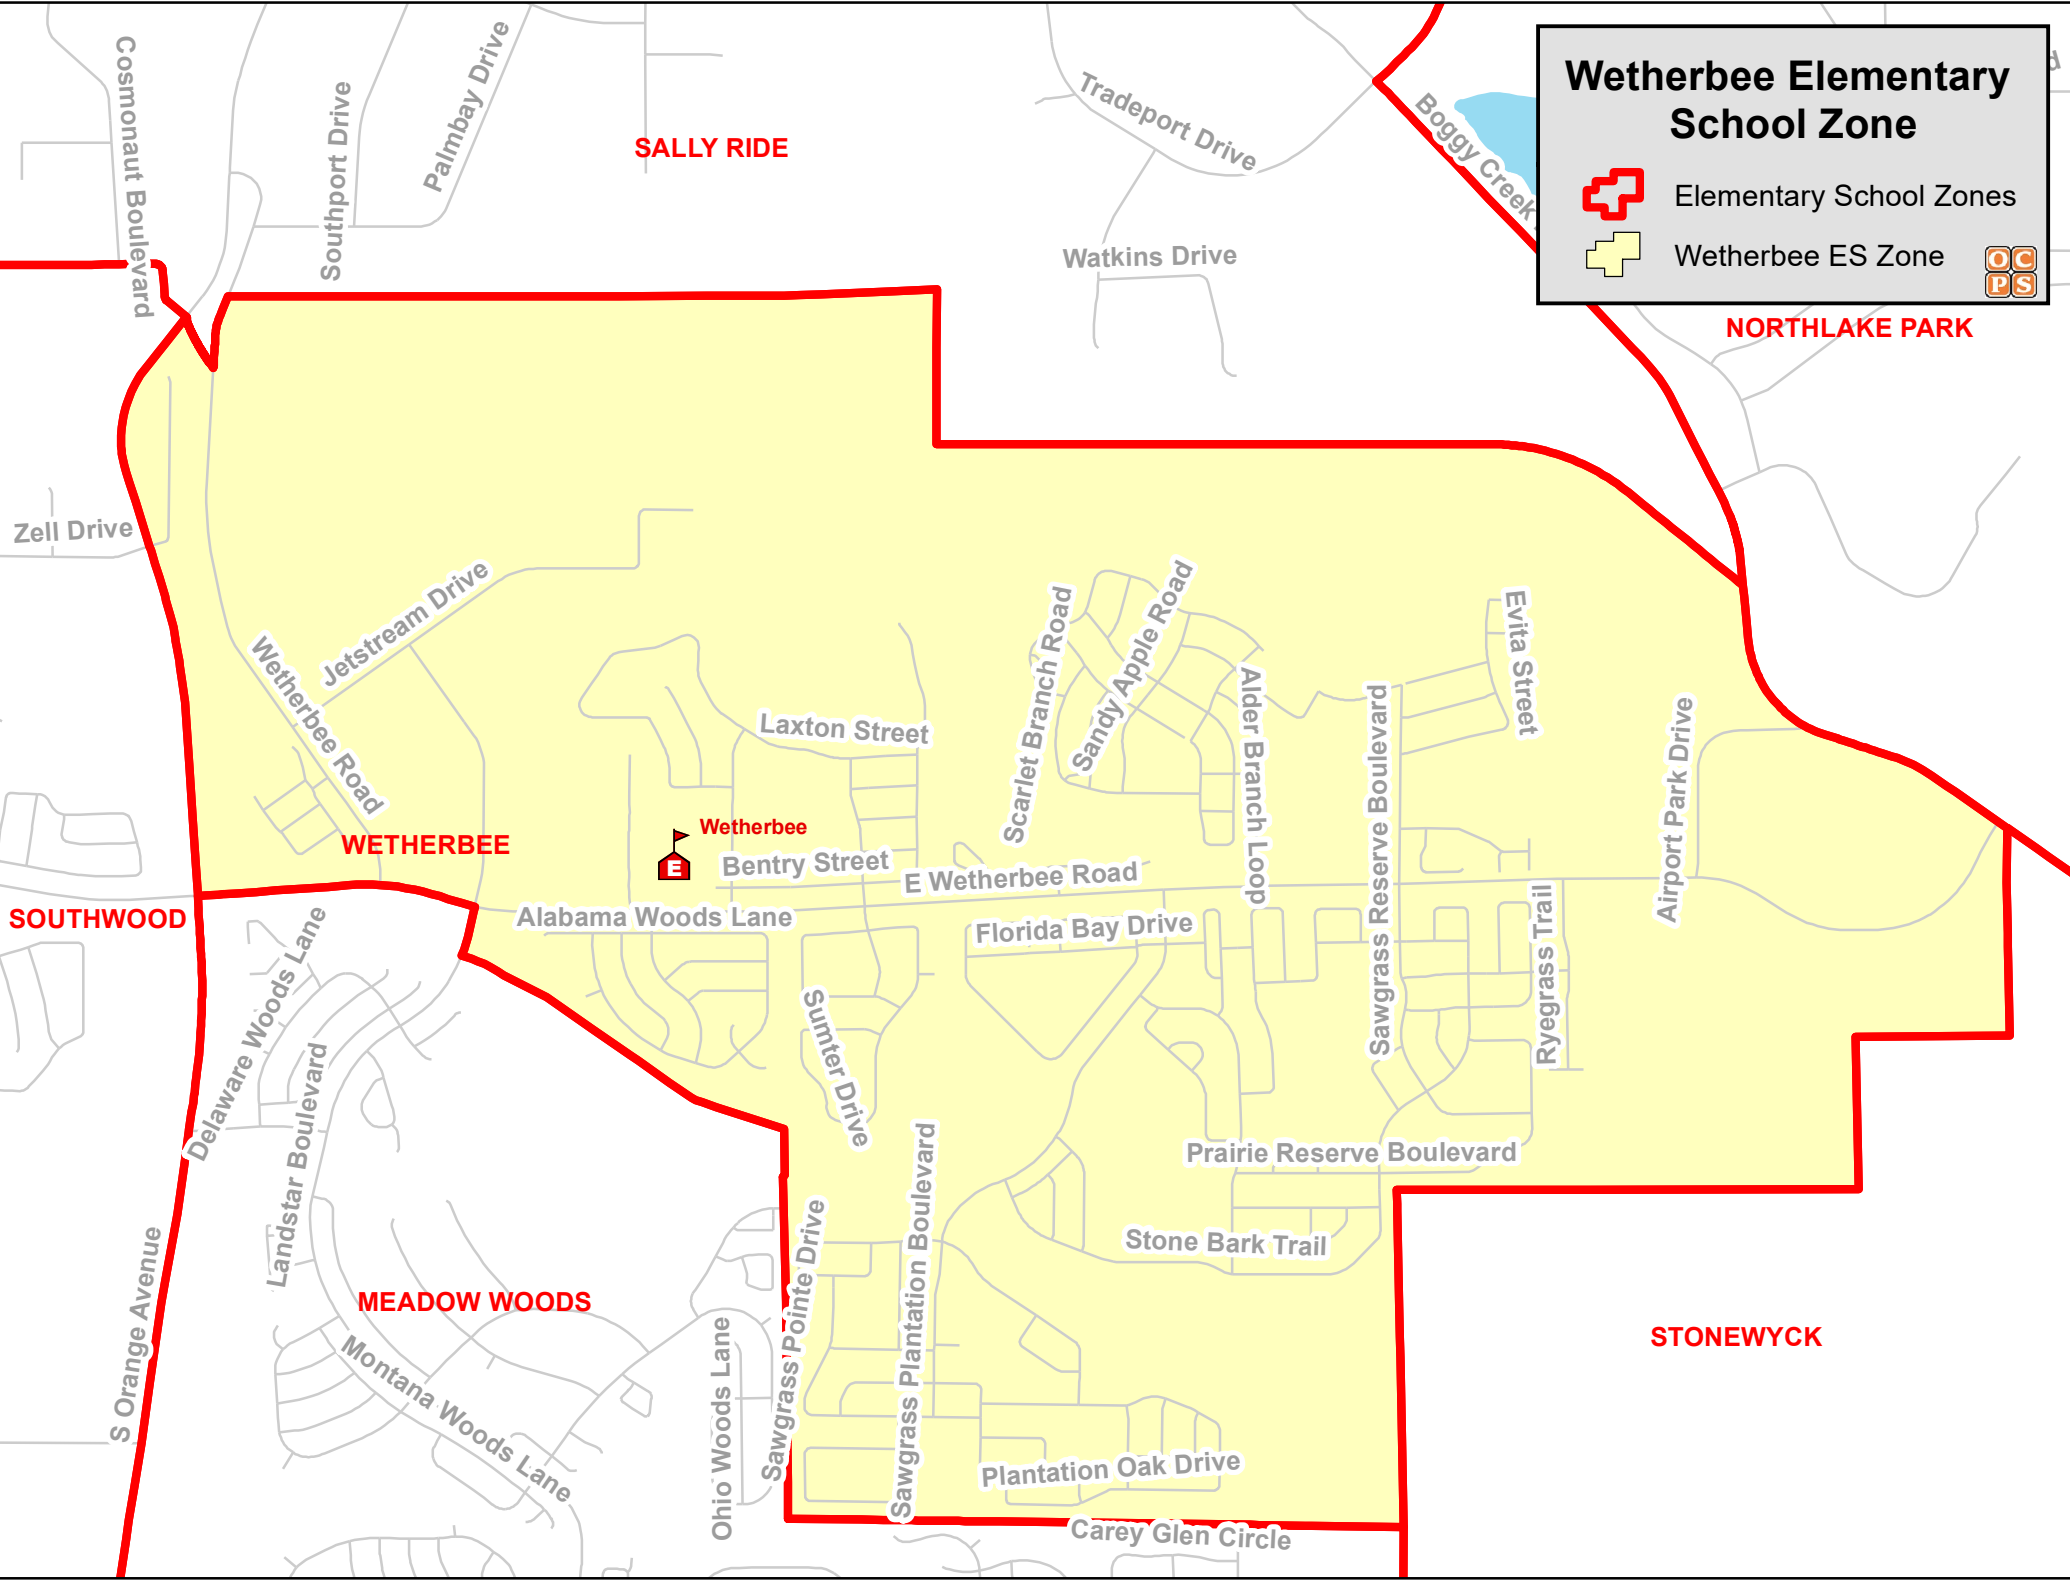 Wetherbee Elementary
School Zone
Elementary School Zones
Wetherbee ES Zone
O C
P S
Cosmonaut Boulevard
Southport Drive
Palmbay Drive
SALLY RIDE
Tradeport Drive
Boggy Creek
Watkins Drive
NORTHLAKE PARK
Zell Drive
Jetstream Drive
Wetherbee Road
Laxton Street
Scarlet Branch Road
Sandy Apple Road
Alder Branch Loop
Sawgrass Reserve Boulevard
Evita Street
Airport Park Drive
WETHERBEE
Wetherbee
E
Bentry Street
E Wetherbee Road
SOUTHWOOD
Alabama Woods Lane
Florida Bay Drive
Ryegrass Trail
Delaware Woods Lane
Landstar Boulevard
Sumter Drive
Prairie Reserve Boulevard
Stone Bark Trail
S Orange Avenue
MEADOW WOODS
Sawgrass Pointe Drive
Sawgrass Plantation Boulevard
STONEWYCK
Montana Woods Lane
Ohio Woods Lane
Plantation Oak Drive
Carey Glen Circle